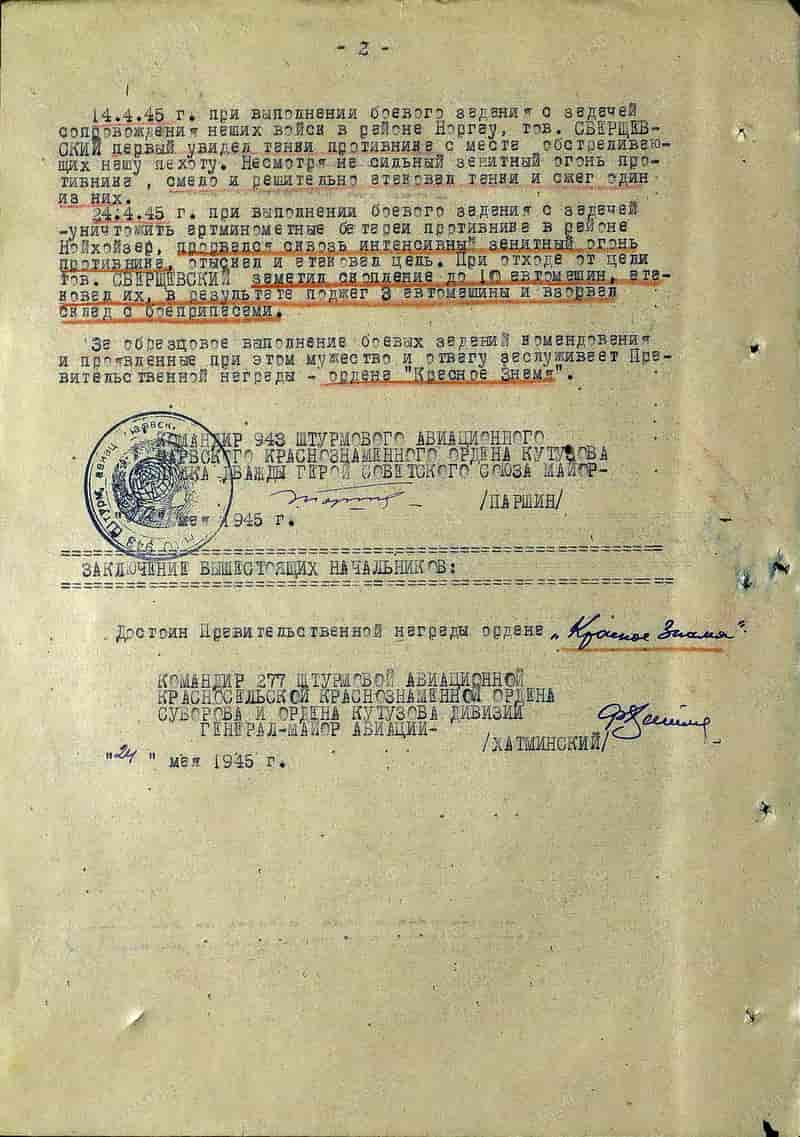 - 2 -
14.4.45 г. при выполнении боевого задания с задачей
сопровождения наших войск в районе Норгау, тов. СВЕРЩЕВ-
СКИЙ первый увидел танки противника с места обстреливаю-
щих нашу пехоту. Несмотря на сильный зенитный огонь про-
тивника , смело и решительно атаковал танки и сжег один
из них.
24.4.45 г. при выполнении боевого задания с задачей
-уничтожить артминометные батареи противника в районе
Нойхойзер, прорвался сквозь интенсивный зенитный огонь
противника, отыскал и атаковал цель. При отходе от цели
тов. СВЕРЩЕВСКИЙ заметил скопление до 10 автомашин, ата-
ковал их, в результате поджег 3 автомашины и взорвал
склад с боеприпасами.
За образцовое выполнение боевых заданий командования
и проявленные при этом мужество и отвагу заслуживает Пра-
вительственной награды - ордена "Красное Знамя".
КОМАНДИР 943 ШТУРМОВОГО АВИАЦИОННОГО
НАРВСКОГО КРАСНОЗНАМЕННОГО ОРДЕНА КУТУЗОВА
ПОЛКА ДВАЖДЫ ГЕРОЙ СОВЕТСКОГО СОЮЗА МАЙОР-
/ПАРШИН/
мая 1945 г.
ЗАКЛЮЧЕНИЕ ВЫШЕСТОЯЩИХ НАЧАЛЬНИКОВ:
Достоин Правительственной награды ордена "Красное Знамя".
КОМАНДИР 277 ШТУРМОВОЙ АВИАЦИОННОЙ
КРАСНОСЕЛЬСКОЙ КРАСНОЗНАМЕННОЙ ОРДЕНА
СУВОРОВА И ОРДЕНА КУТУЗОВА ДИВИЗИИ
ГЕНЕРАЛ-МАЙОР АВИАЦИИ-
/ХАТМИНСКИЙ/
"24" мая 1945 г.